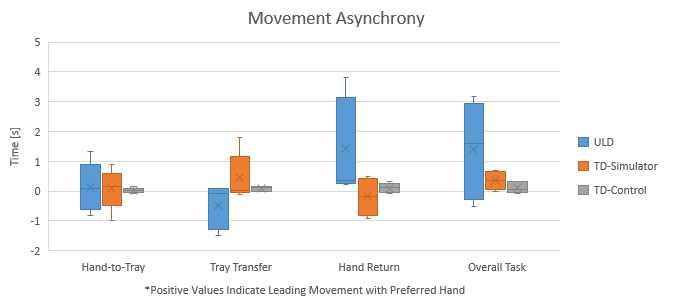 Movement Asynchrony
5
4
3
2
1
0
-1
-2
Time [s]
Hand-to-Tray
Tray Transfer
Hand Return
Overall Task
*Positive Values Indicate Leading Movement with Preferred Hand
ULD
TD-Simulator
TD-Control